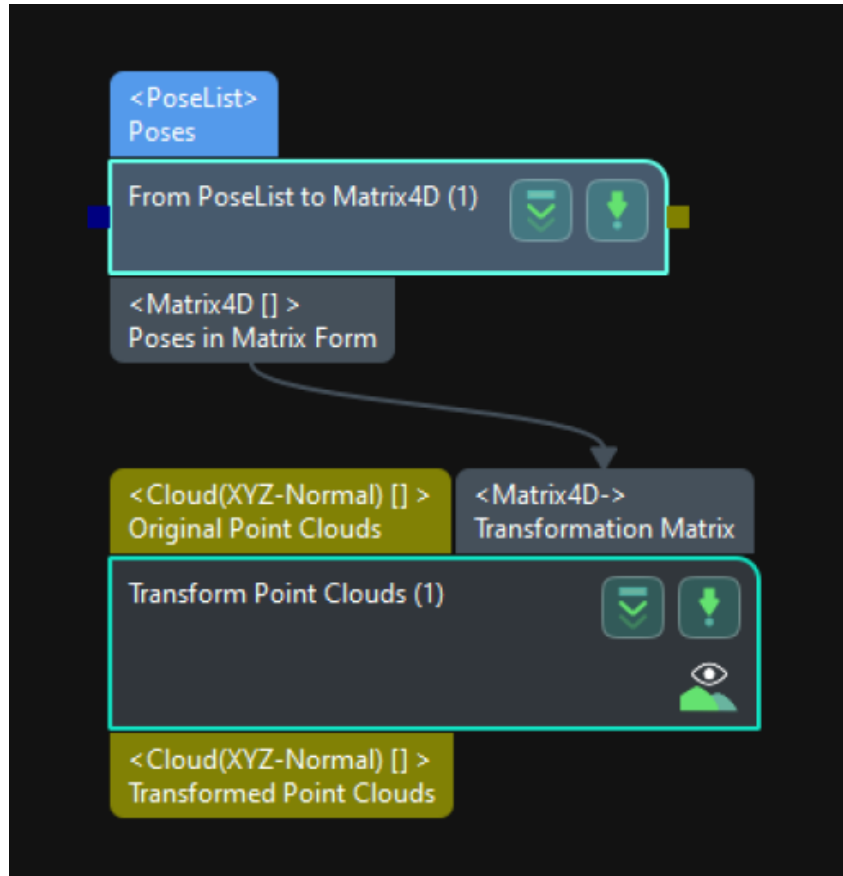 <PoseList>
Poses
From PoseList to Matrix4D (1)
<Matrix4D [] >
Poses in Matrix Form
<Cloud(XYZ-Normal) [] >
Original Point Clouds
<Matrix4D->
Transformation Matrix
Transform Point Clouds (1)
<Cloud(XYZ-Normal) [] >
Transformed Point Clouds